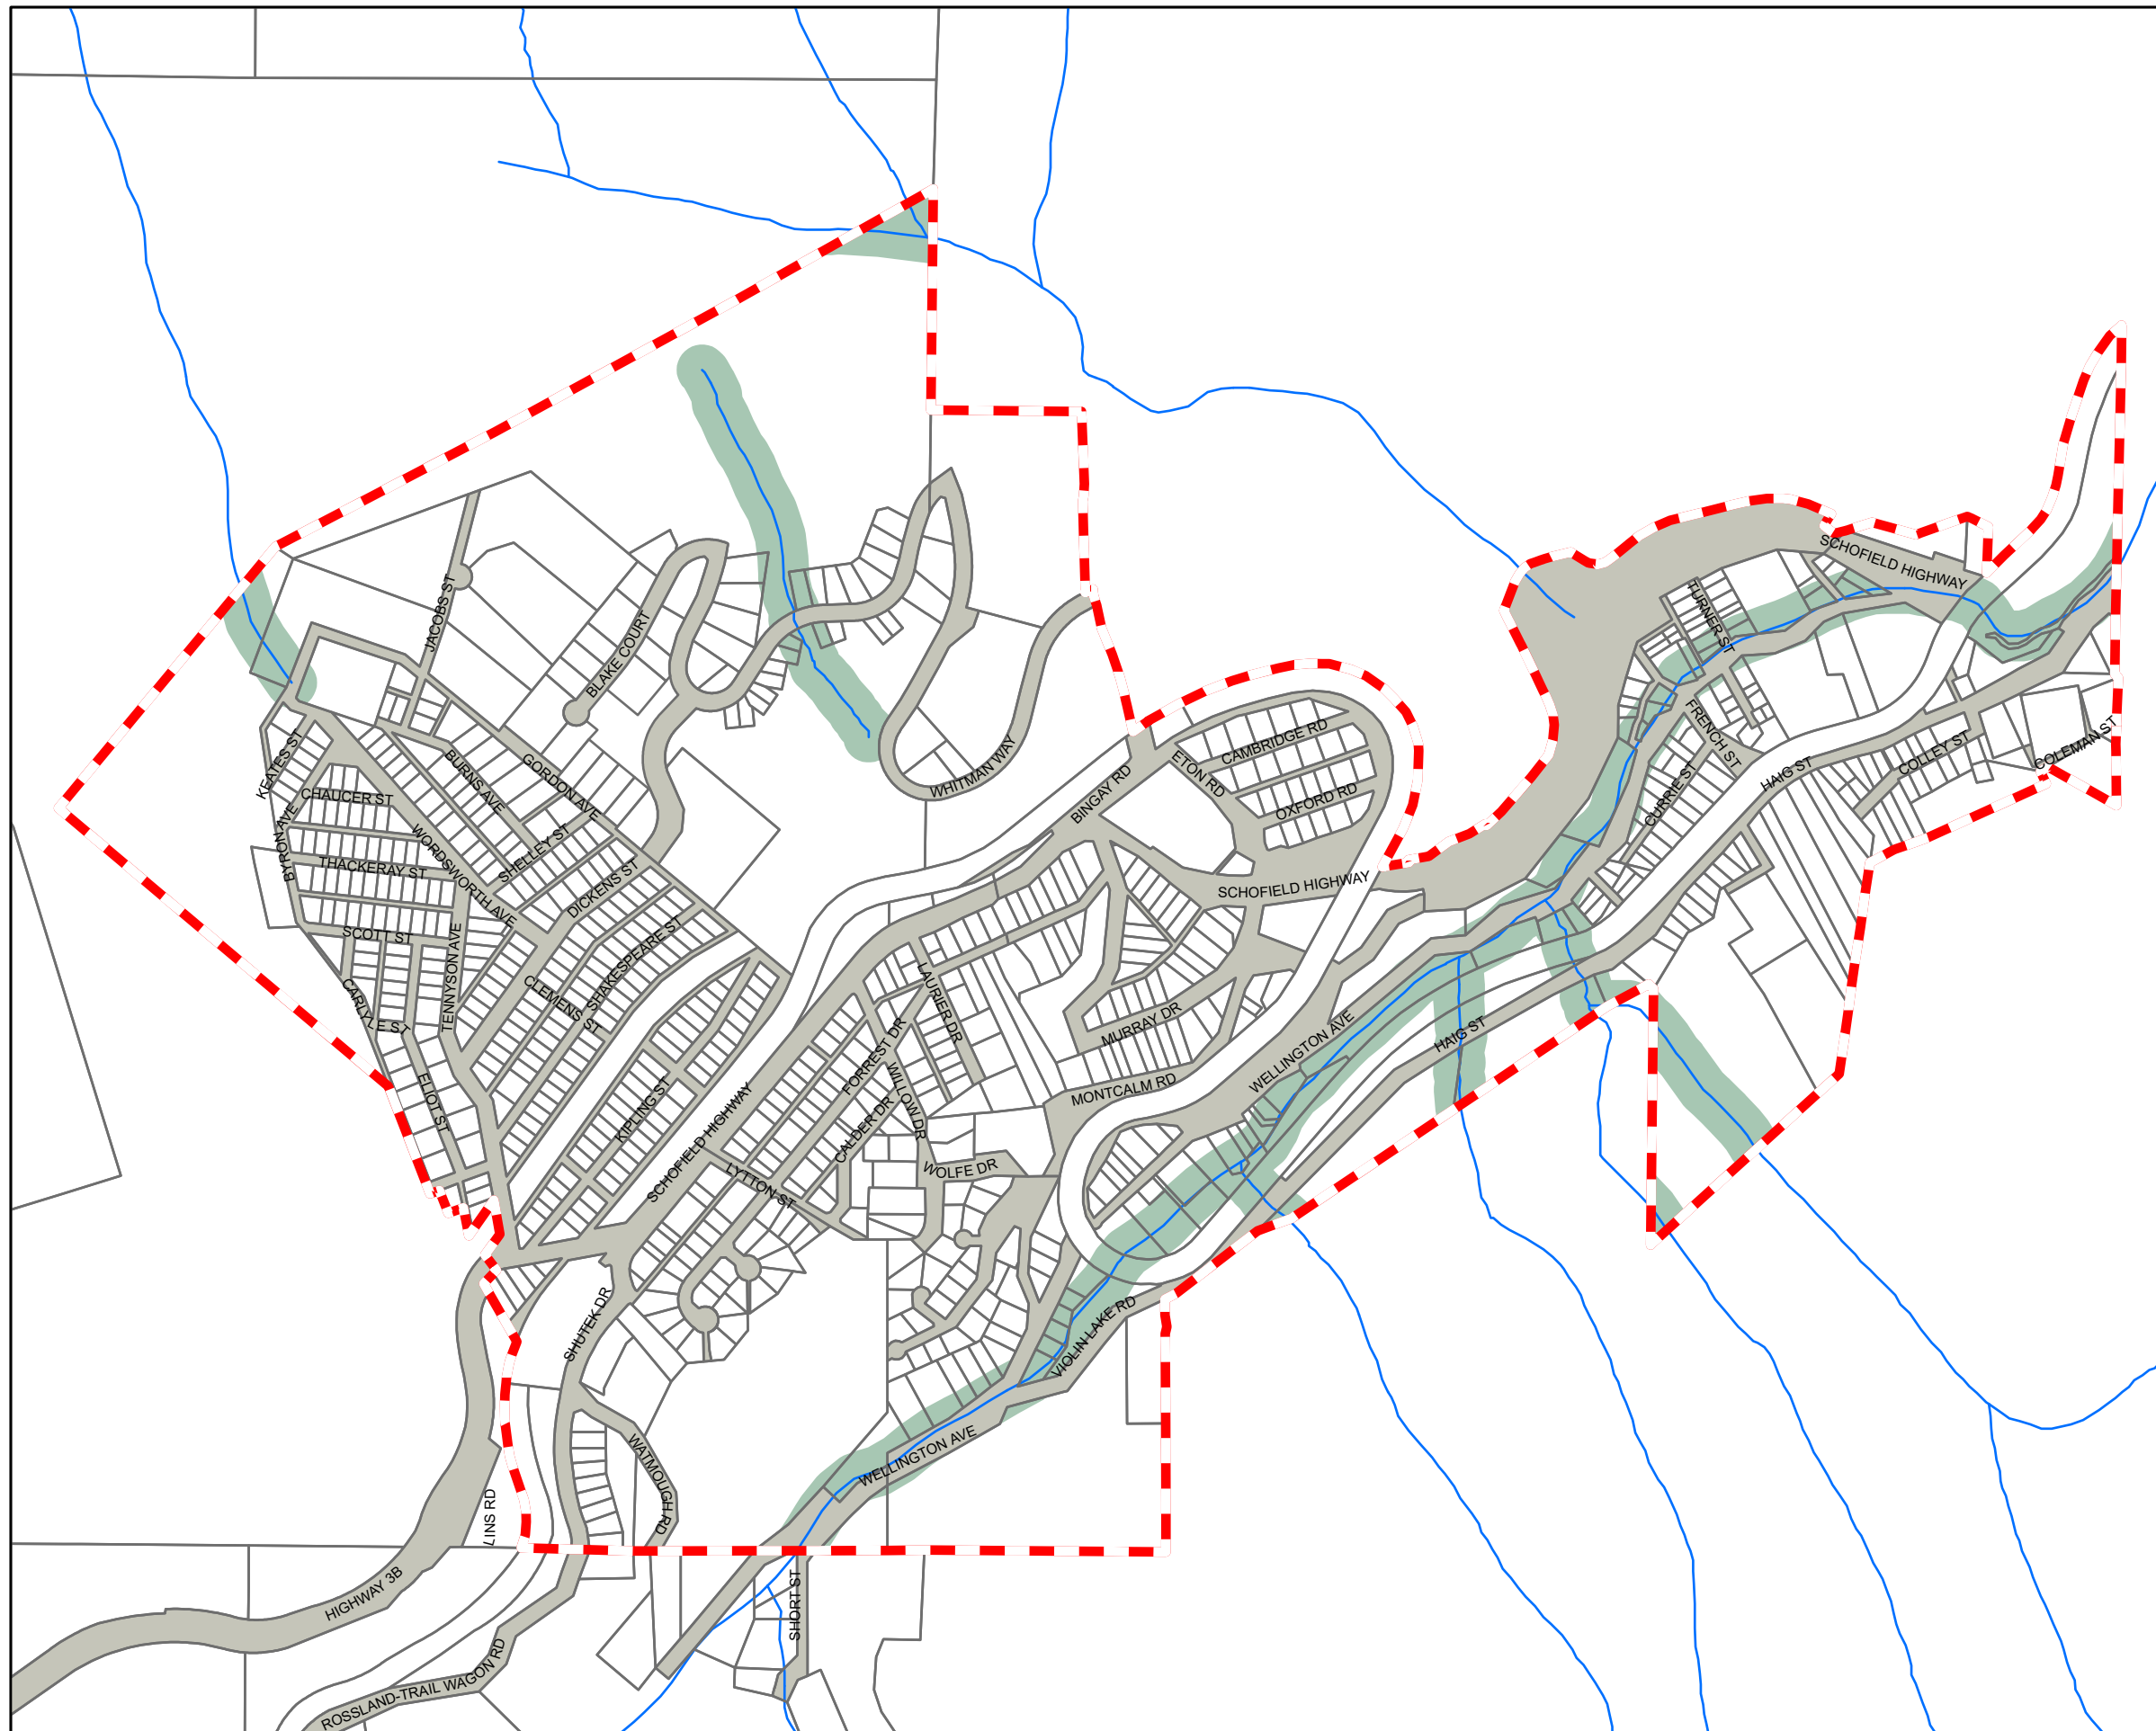 SCHOFIELD HIGHWAY
TURNER ST
JACOBS ST
BLAKE COURT
FRENCH ST
COLEMAN ST
COLLEY ST
KEATES ST
BURNS AVE
GORDON AVE
WHITMAN WAY
BINGAY RD
ETON RD
CAMBRIDGE RD
OXFORD RD
HAIG ST
CURRIE ST
CHAUCER ST
BYRON AVE
THACKERAY ST
WORDSWORTH AVE
SHELLEY ST
DICKENS ST
SCHOFIELD HIGHWAY
SCOTT ST
TENNYSON AVE
SHAKESPEARE ST
CLEMENS ST
CARLYLE ST
LAURIER DR
MURRAY DR
HAIG ST
WELLINGTON AVE
ELIOT ST
KIPLING ST
SCHOFIELD HIGHWAY
FORREST DR
WILLOW DR
CALDER DR
MONTCALM RD
WOLFE DR
LYTTON ST
SHUTEK DR
VIOLIN LAKE RD
WELLINGTON AVE
WATMOUGH RD
LINS RD
HIGHWAY 3B
SHORT ST
ROSSLAND-TRAIL WAGON RD